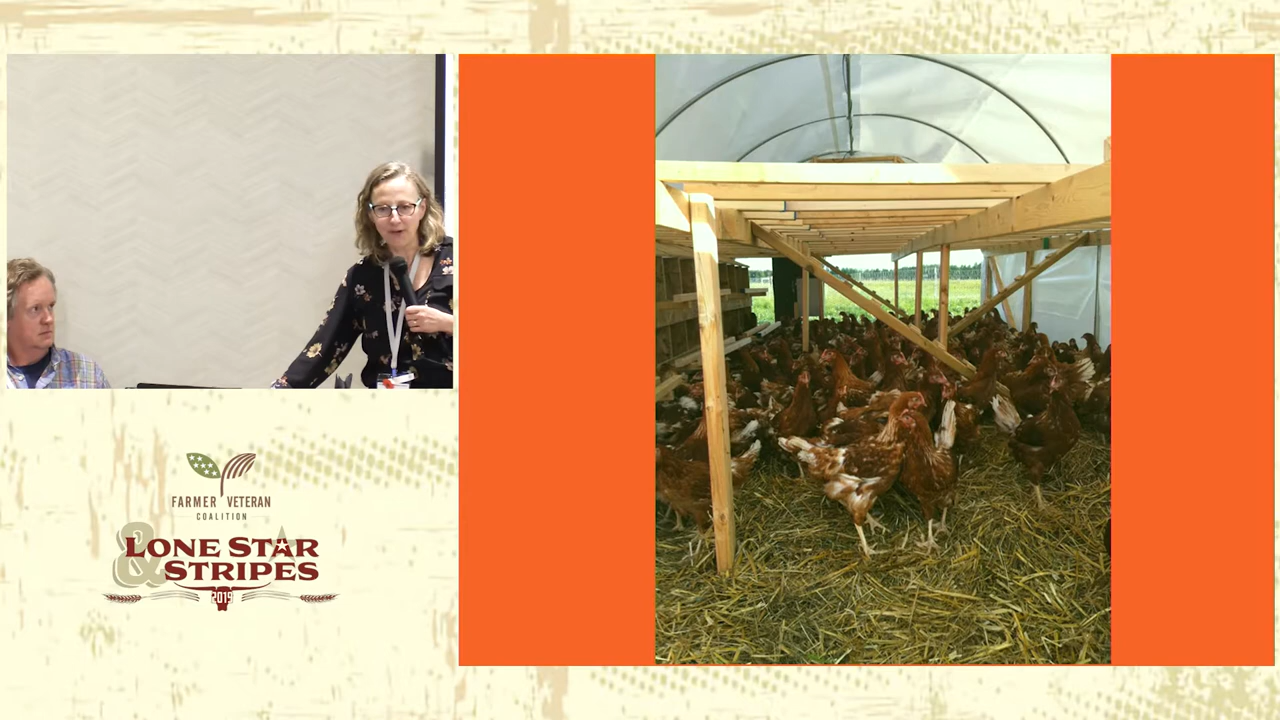 FARMER VETERAN
COALITION
& LONE STAR
STRIPES
2019